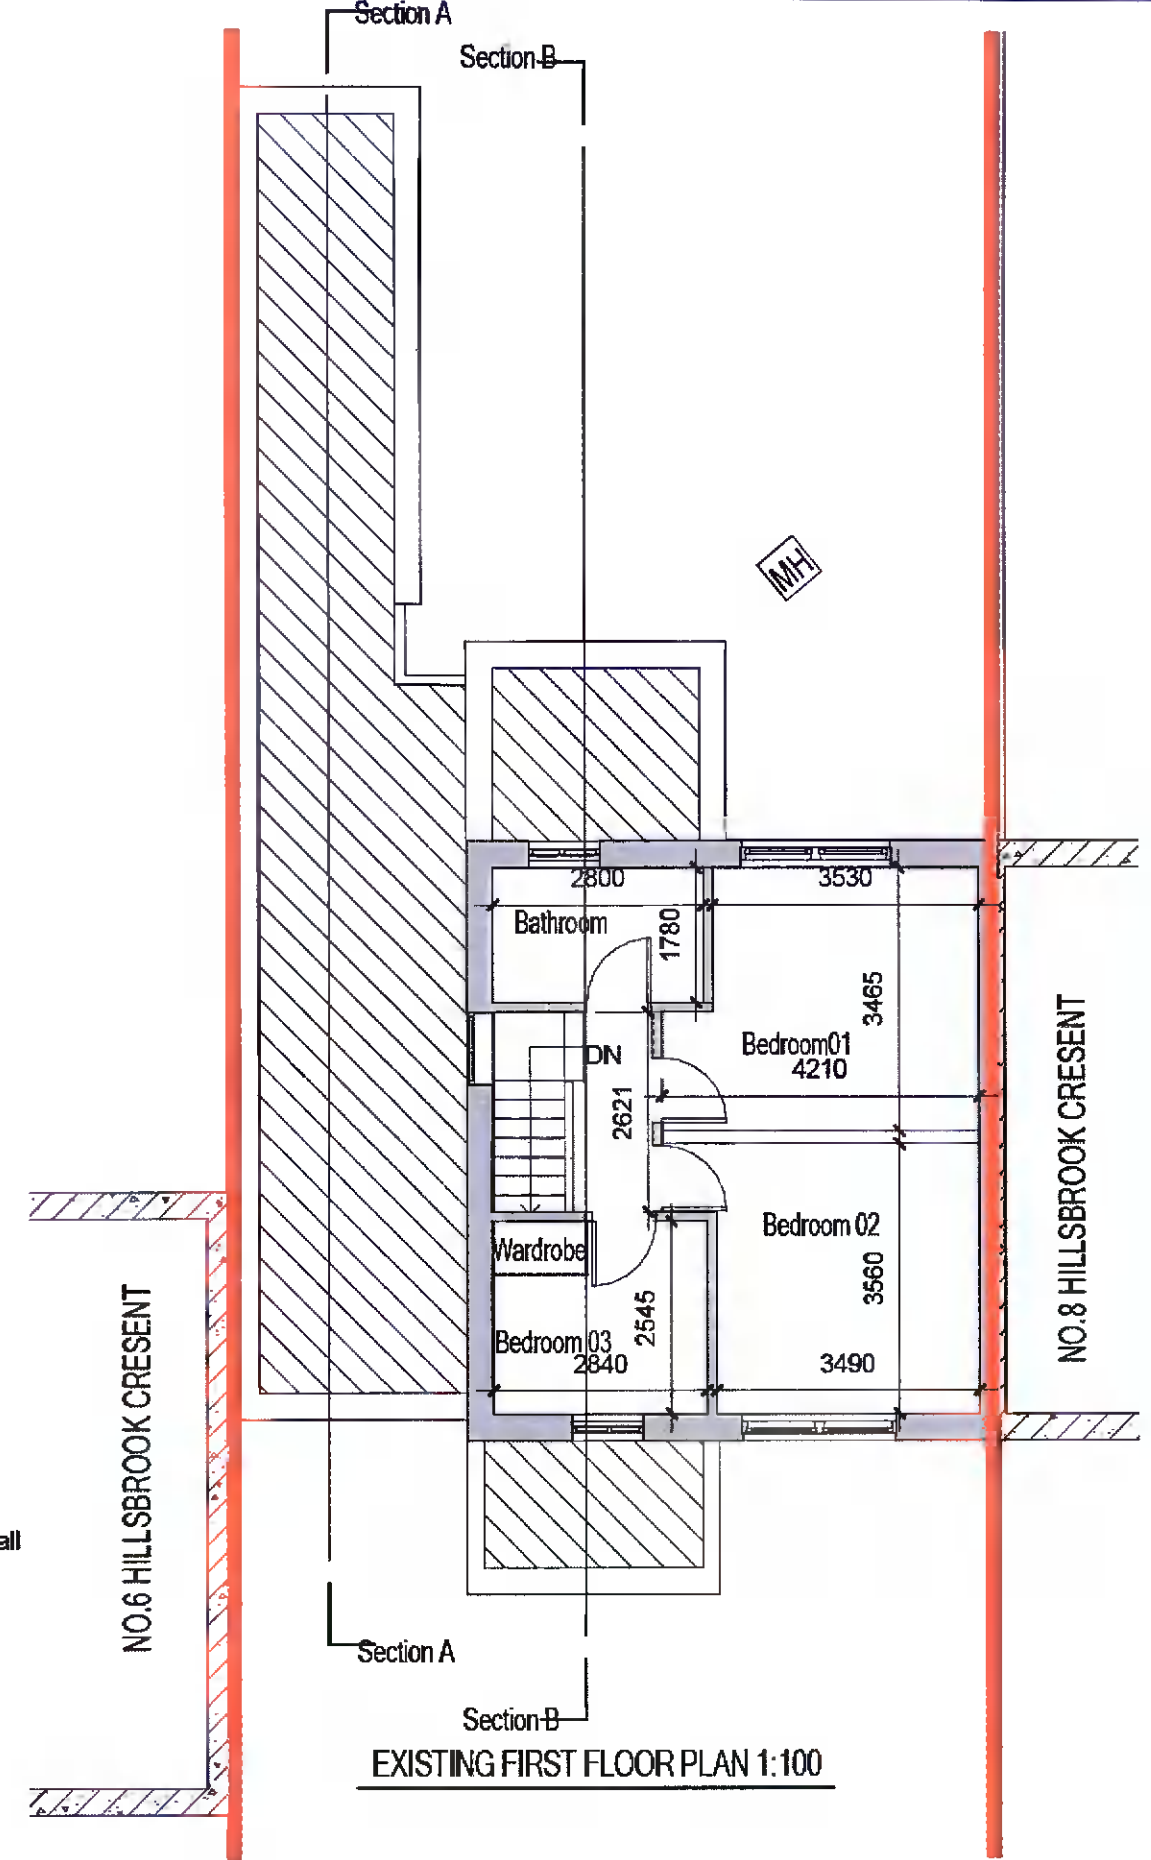 Section A
Section B
MH
2800
3530
Bathroom
1780
3465
Bedroom01
DN
4210
2621
NO.8 HILLSBROOK CRESENT
Bedroom 02
Wardrobe
3560
2545
Bedroom 03
2840
3490
NO.6 HILLSBROOK CRESENT
all
Section A
Section B
EXISTING FIRST FLOOR PLAN 1:100